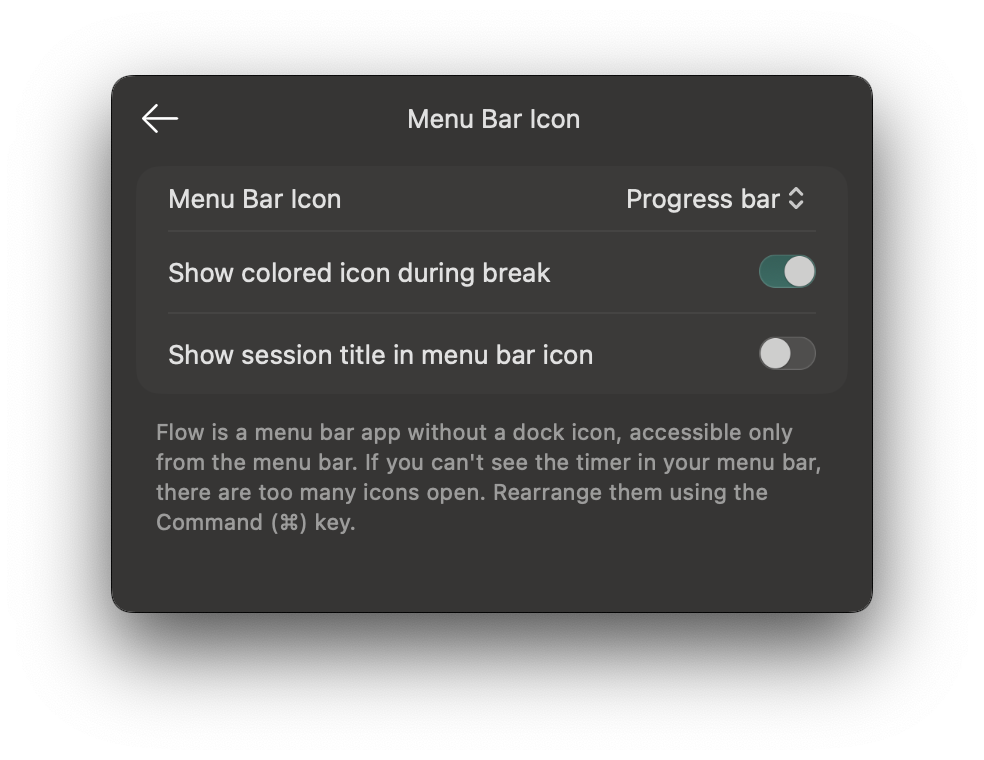 Menu Bar Icon
Menu Bar Icon Progress bar
Show colored icon during break
Show session title in menu bar icon
Flow is a menu bar app without a dock icon, accessible only
from the menu bar. If you can't see the timer in your menu bar,
there are too many icons open. Rearrange them using the
Command (⌘) key.